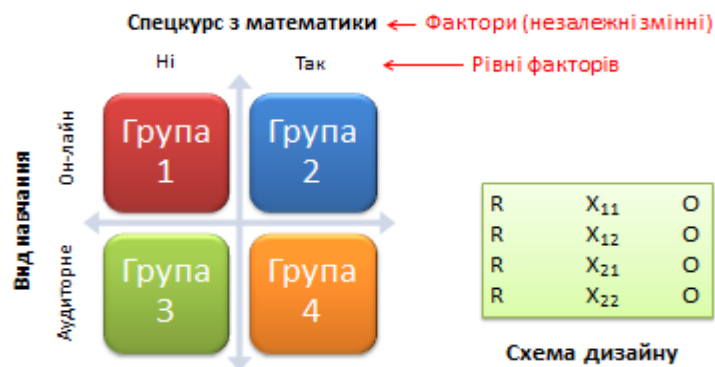 Спецкурс з математики ← Фактори (незалежні змінні)
Ні Так ← Рівні факторів
Вид навчання
Он-лайн
Аудиторне
Група 1
Група 2
Група 3
Група 4
R X₁₁ O
R X₁₂ O
R X₂₁ O
R X₂₂ O
Схема дизайну